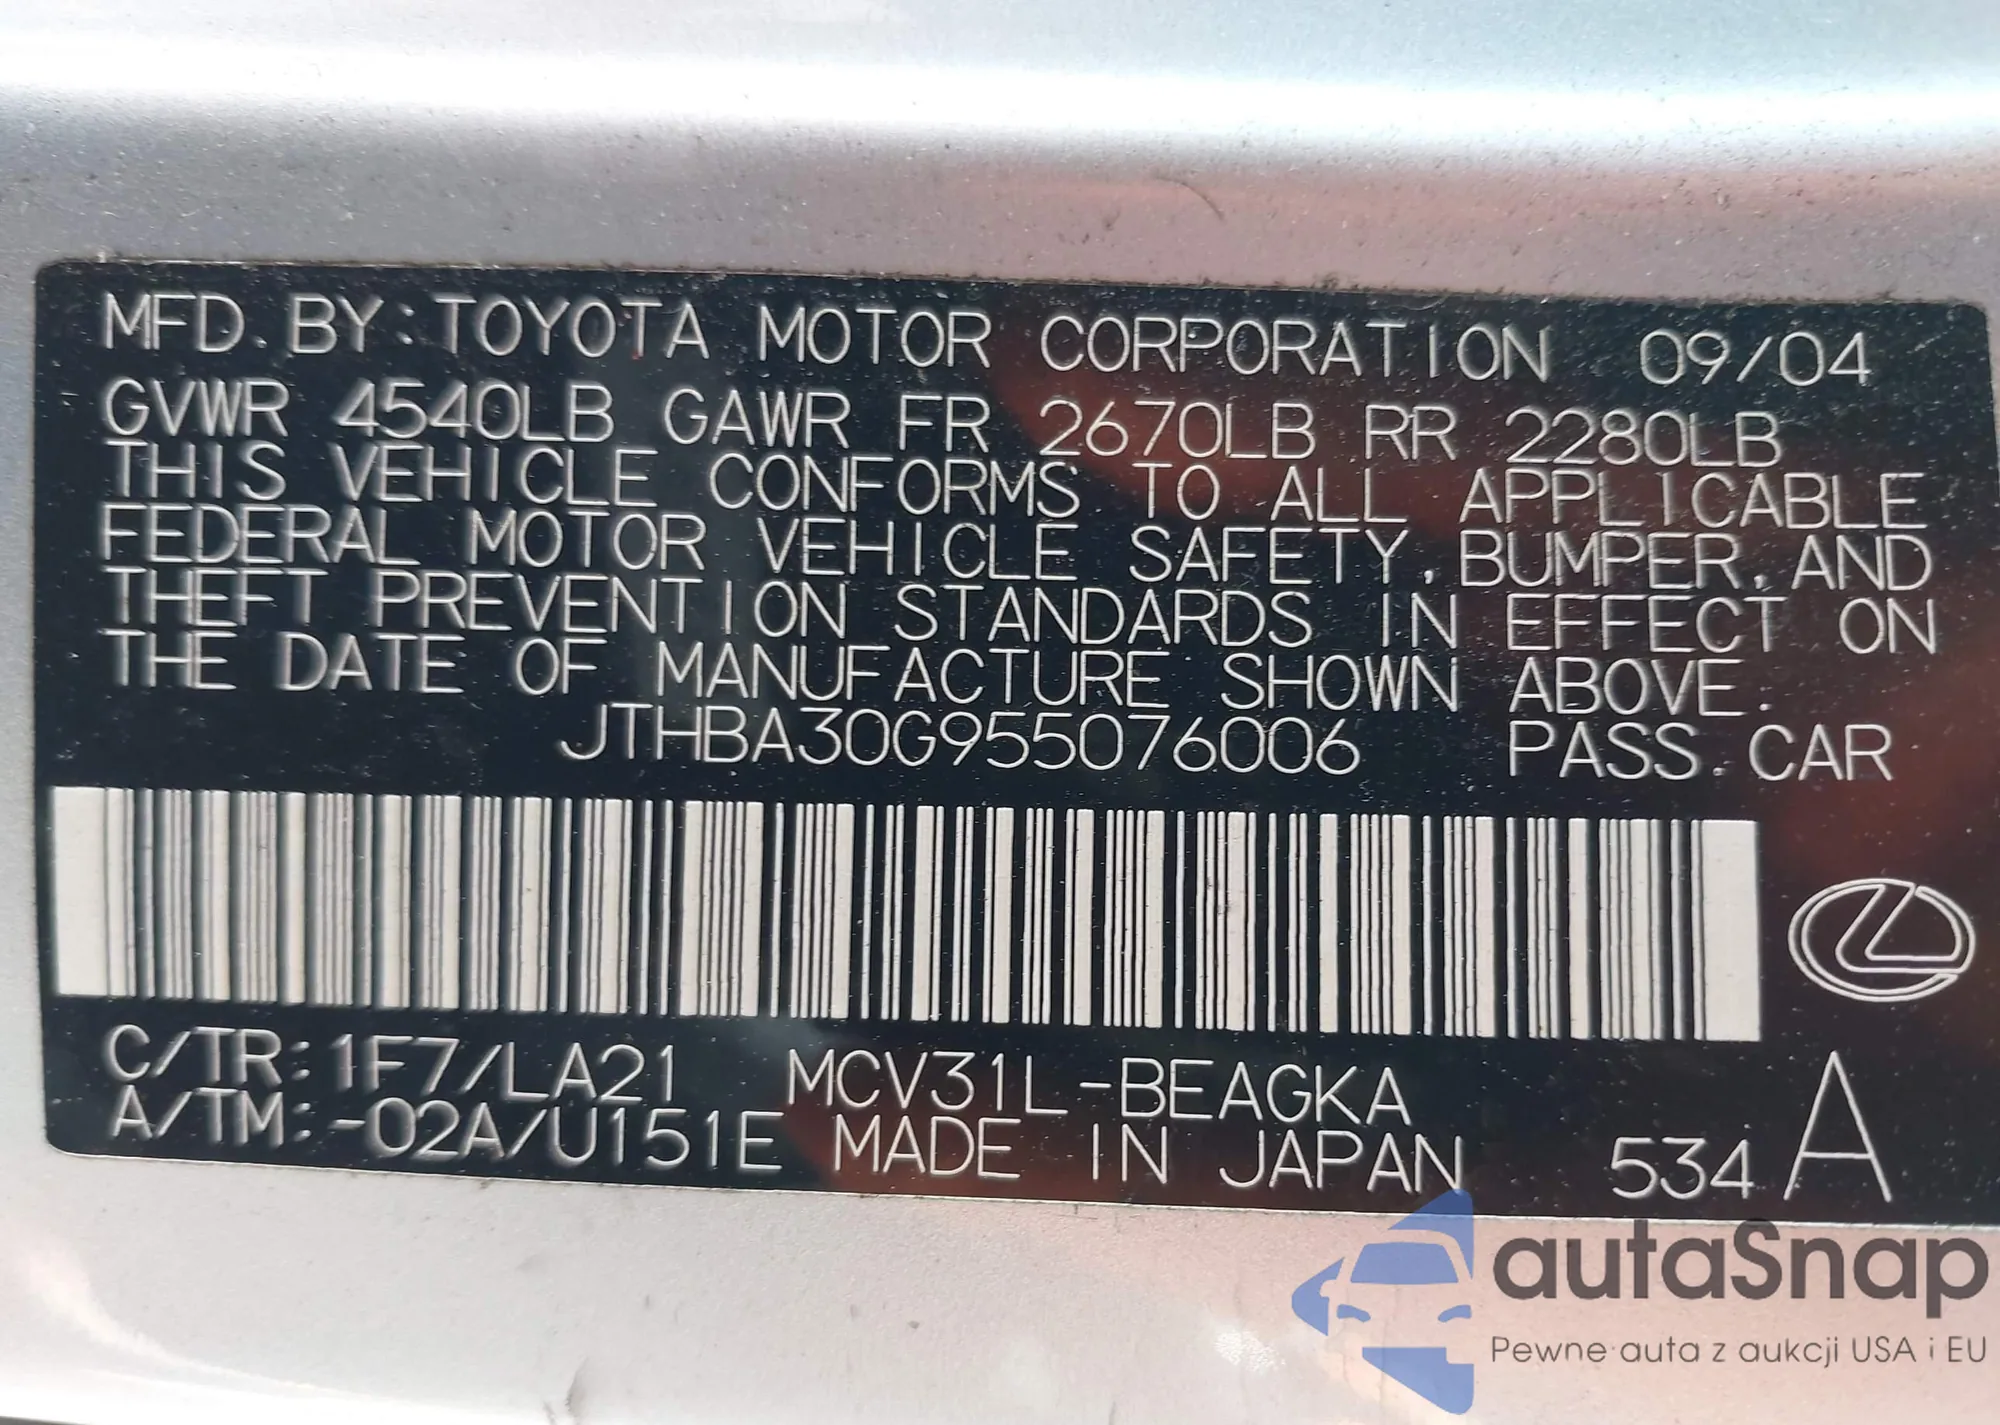 MFD. BY: TOYOTA MOTOR CORPORATION 09/04
GVWR 4540LB GAWR FR 2670LB RR 2280LB
THIS VEHICLE CONFORMS TO ALL APPLICABLE
FEDERAL MOTOR VEHICLE SAFETY, BUMPER, AND
THEFT PREVENTION STANDARDS IN EFFECT ON
THE DATE OF MANUFACTURE SHOWN ABOVE.
JTHBA30G955076006 PASS. CAR
C/TR: 1F7/LA21 MCV31L-BEAGKA
A/TM: -02A/U151E MADE IN JAPAN 534 A
autaSnap
Pewne auta z aukcji USA i EU